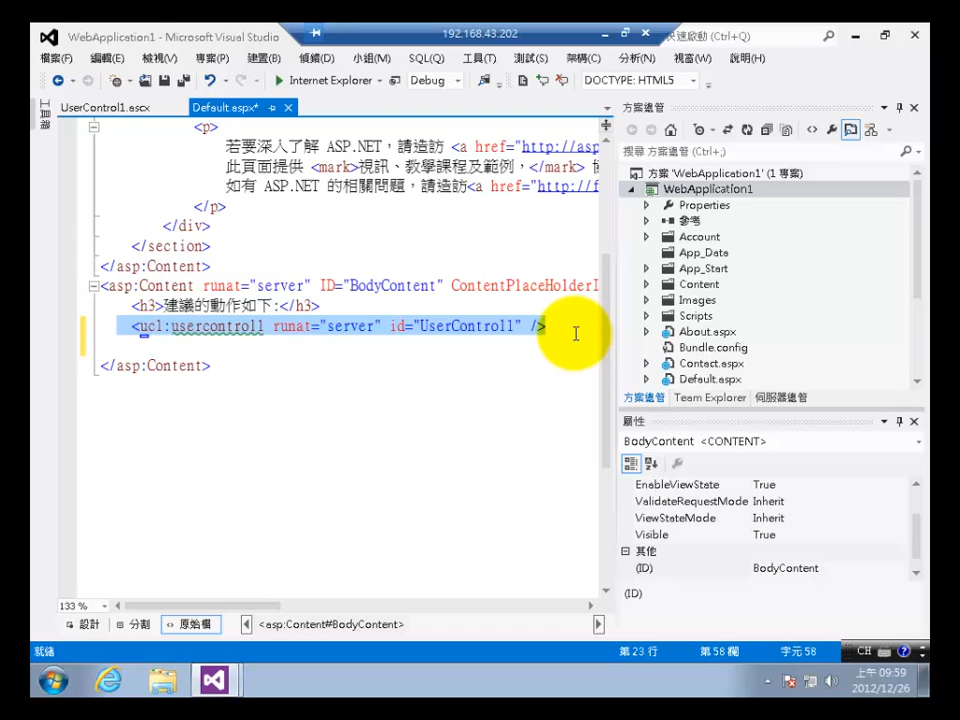 192.168.43.202
WebApplication1 - Microsoft Visual Studio
快速啟動 (Ctrl+Q)
檔案(F) 編輯(E) 檢視(V) 專案(P) 建置(B) 偵錯(D) 小組(M) SQL(Q) 工具(T) 測試(S) 架構(C) 分析(N) 視窗(W) 說明(H)
Internet Explorer Debug DOCTYPE: HTML5
工具箱
UserControl1.ascx Default.aspx*
<p>
若要深入了解 ASP.NET，請造訪 <a href="http://asp
此頁面提供 <mark>視訊、教學課程及範例，</mark>
如有 ASP.NET 的相關問題，請造訪<a href="http://f
</p>
</div>
</section>
</asp:Content>
<asp:Content runat="server" ID="BodyContent" ContentPlaceHolderI
<h3>建議的動作如下:</h3>
<uc1:usercontrol1 runat="server" id="UserControl1" />
</asp:Content>
133 %
設計 分割 原始檔 <asp:Content#BodyContent>
方案總管
搜尋 方案總管 (Ctrl+;)
方案 'WebApplication1' (1 專案)
WebApplication1
Properties
參考
Account
App_Data
App_Start
Content
Images
Scripts
About.aspx
Bundle.config
Contact.aspx
Default.aspx
方案總管 Team Explorer 伺服器總管
屬性
BodyContent <CONTENT>
EnableViewState True
ValidateRequestMode Inherit
ViewStateMode Inherit
Visible True
其他
(ID) BodyContent
(ID)
就緒 第 23 行 第 58 欄 字元 58 CH
上午 09:59
2012/12/26